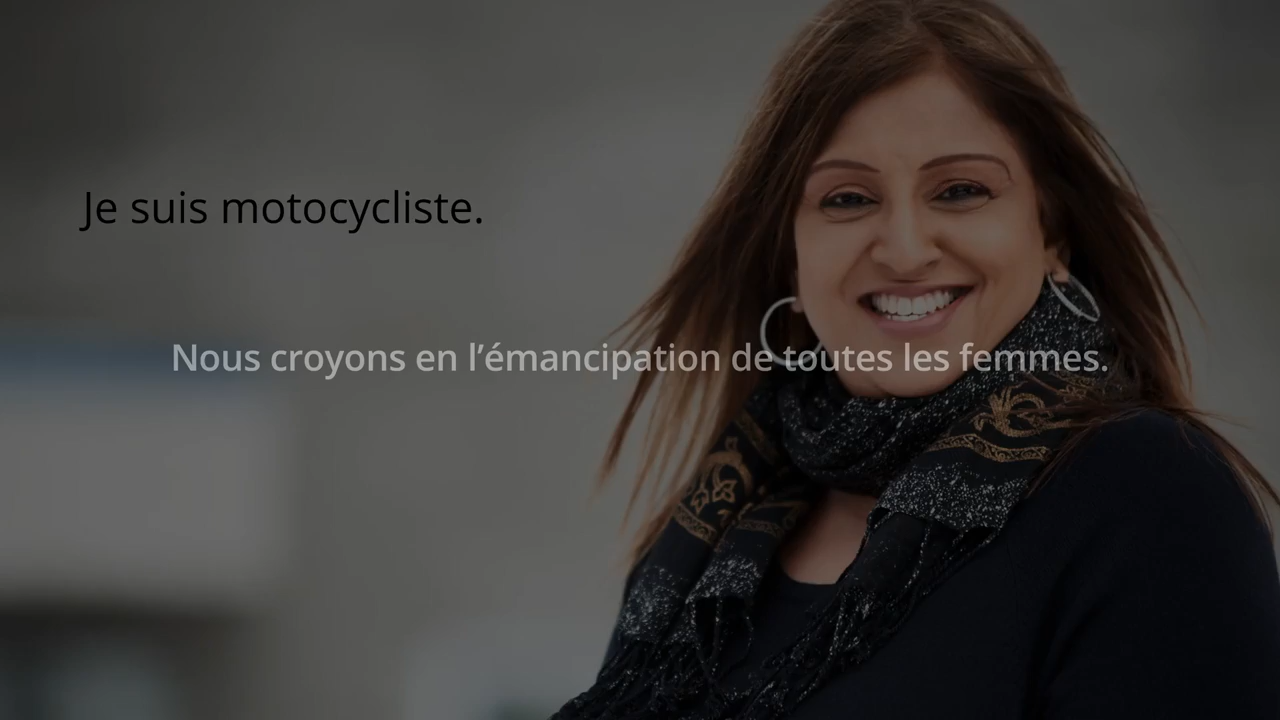 Je suis motocycliste.
Nous croyons en l’émancipation de toutes les femmes.